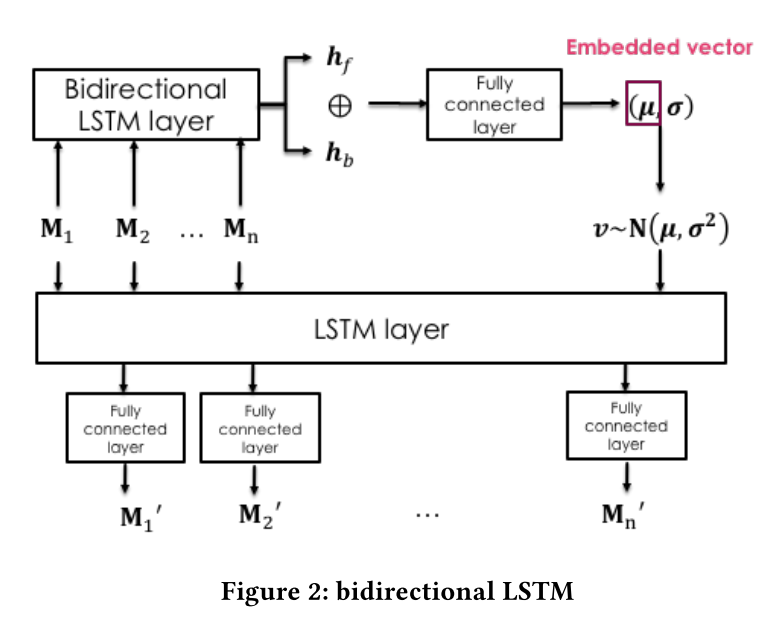 Embedded vector
Bidirectional
LSTM layer
h_f
⊕
h_b
Fully
connected
layer
(μ, σ)
M₁ M₂ ... Mₙ
v~N(μ, σ²)
LSTM layer
Fully
connected
layer
Fully
connected
layer
Fully
connected
layer
M₁′ M₂′ ... Mₙ′
Figure 2: bidirectional LSTM